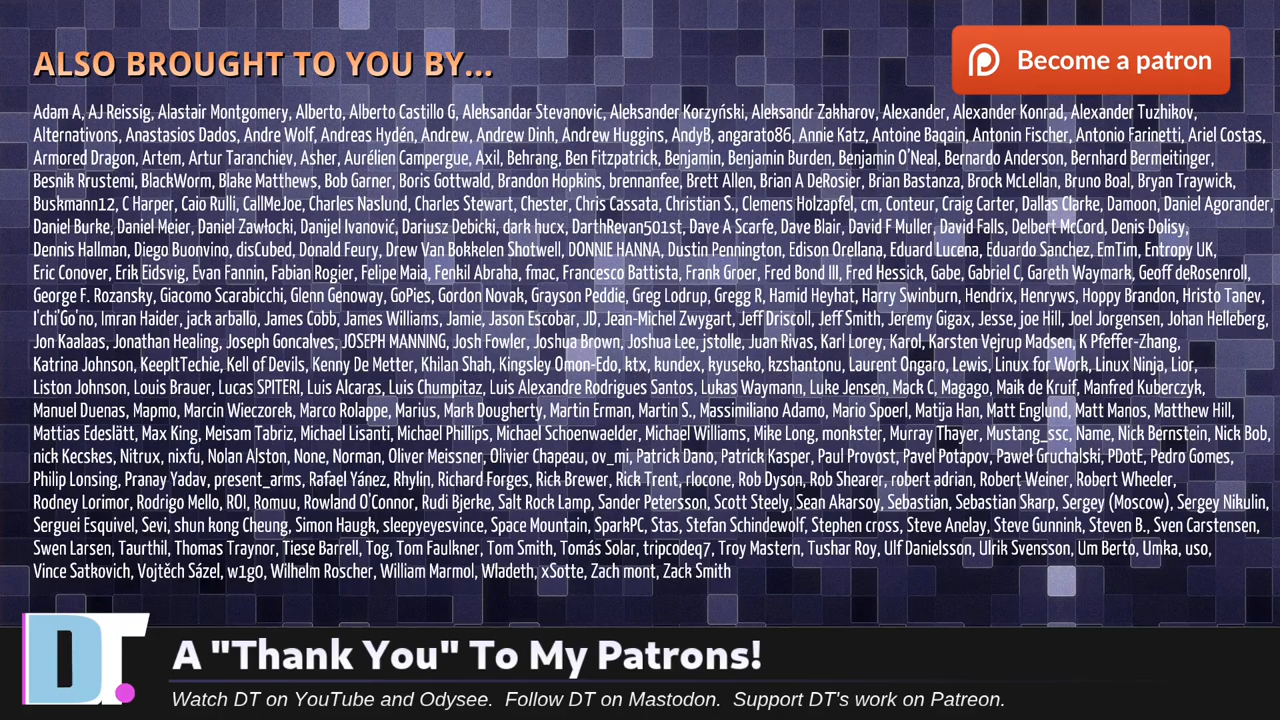 ALSO BROUGHT TO YOU BY...
Become a patron
Adam A, AJ Reissig, Alastair Montgomery, Alberto, Alberto Castillo G, Aleksandar Stevanovic, Aleksander Korzyński, Aleksandr Zakharov, Alexander, Alexander Konrad, Alexander Tuzhikov,
Alternativons, Anastasios Dados, Andre Wolf, Andreas Hydén, Andrew, Andrew Dinh, Andrew Huggins, AndyB, angarato86, Annie Katz, Antoine Baqain, Antonin Fischer, Antonio Farinetti, Ariel Costas,
Armored Dragon, Artem, Artur Taranchiev, Asher, Aurélien Campergue, Axil, Behrang, Ben Fitzpatrick, Benjamin, Benjamin Burden, Benjamin O'Neal, Bernardo Anderson, Bernhard Bermeitinger,
Besnik Rrustemi, BlackWorm, Blake Matthews, Bob Garner, Boris Gottwald, Brandon Hopkins, brennanfee, Brett Allen, Brian A DeRosier, Brian Bastanza, Brock McLellan, Bruno Boal, Bryan Traywick,
Buskmann12, C Harper, Caio Rulli, CallMeJoe, Charles Naslund, Charles Stewart, Chester, Chris Cassata, Christian S., Clemens Holzapfel, cm, Conteur, Craig Carter, Dallas Clarke, Damoon, Daniel Agorander,
Daniel Burke, Daniel Meier, Daniel Zawłocki, Danijel Ivanović, Dariusz Debicki, dark hucx, DarthRevan501st, Dave A Scarfe, Dave Blair, David F Muller, David Falls, Delbert McCord, Denis Dolisy,
Dennis Hallman, Diego Buonvino, disCubed, Donald Feury, Drew Van Bokkelen Shotwell, DONNIE HANNA, Dustin Pennington, Edison Orellana, Eduard Lucena, Eduardo Sanchez, EmTim, Entropy UK,
Eric Conover, Erik Eidsvig, Evan Fannin, Fabian Rogier, Felipe Maia, Fenkil Abraha, fmac, Francesco Battista, Frank Groer, Fred Bond III, Fred Hessick, Gabe, Gabriel C, Gareth Waymark, Geoff deRosenroll,
George F. Rozansky, Giacomo Scarabicchi, Glenn Genoway, GoPies, Gordon Novak, Grayson Peddie, Greg Lodrup, Gregg R, Hamid Heyhat, Harry Swinburn, Hendrix, Henryws, Hoppy Brandon, Hristo Tanev,
I'chi'Go'no, Imran Haider, jack arballo, James Cobb, James Williams, Jamie, Jason Escobar, JD, Jean-Michel Zwygart, Jeff Driscoll, Jeff Smith, Jeremy Gigax, Jesse, joe Hill, Joel Jorgensen, Johan Helleberg,
Jon Kaalaas, Jonathan Healing, Joseph Goncalves, JOSEPH MANNING, Josh Fowler, Joshua Brown, Joshua Lee, jstolle, Juan Rivas, Karl Lorey, Karol, Karsten Vejrup Madsen, K Pfeffer-Zhang,
Katrina Johnson, KeepItTechie, Kell of Devils, Kenny De Metter, Khilan Shah, Kingsley Omon-Edo, ktx, kundex, kyuseko, kzshantonu, Laurent Ongaro, Lewis, Linux for Work, Linux Ninja, Lior,
Liston Johnson, Louis Brauer, Lucas SPITERI, Luis Alcaras, Luis Chumpitaz, Luis Alexandre Rodrigues Santos, Lukas Waymann, Luke Jensen, Mack C, Magago, Maik de Kruif, Manfred Kuberczyk,
Manuel Duenas, Mapmo, Marcin Wieczorek, Marco Rolappe, Marius, Mark Dougherty, Martin Erman, Martin S., Massimiliano Adamo, Mario Spoerl, Matija Han, Matt Englund, Matt Manos, Matthew Hill,
Mattias Edeslätt, Max King, Meisam Tabriz, Michael Lisanti, Michael Phillips, Michael Schoenwaelder, Michael Williams, Mike Long, monkster, Murray Thayer, Mustang_ssc, Name, Nick Bernstein, Nick Bob,
nick Kecskes, Nitrux, nixfu, Nolan Alston, None, Norman, Oliver Meissner, Olivier Chapeau, ov_mi, Patrick Dano, Patrick Kasper, Paul Provost, Pavel Potapov, Paweł Gruchalski, PDotE, Pedro Gomes,
Philip Lonsing, Pranay Yadav, present_arms, Rafael Yánez, Rhylin, Richard Forges, Rick Brewer, Rick Trent, rlocone, Rob Dyson, Rob Shearer, robert adrian, Robert Weiner, Robert Wheeler,
Rodney Lorimor, Rodrigo Mello, ROI, Romuu, Rowland O'Connor, Rudi Bjerke, Salt Rock Lamp, Sander Petersson, Scott Steely, Sean Akarsoy, Sebastian, Sebastian Skarp, Sergey (Moscow), Sergey Nikulin,
Serguei Esquivel, Sevi, shun kong Cheung, Simon Haugk, sleepyeyesvince, Space Mountain, SparkPC, Stas, Stefan Schindewolf, Stephen cross, Steve Anelay, Steve Gunnink, Steven B., Sven Carstensen,
Swen Larsen, Taurthil, Thomas Traynor, Tiese Barrell, Tog, Tom Faulkner, Tom Smith, Tomás Solar, tripcodeq7, Troy Mastern, Tushar Roy, Ulf Danielsson, Ulrik Svensson, Um Berto, Umka, uso,
Vince Satkovich, Vojtěch Sázel, w1g0, Wilhelm Roscher, William Marmol, Wladeth, xSotte, Zach mont, Zack Smith
DT
A "Thank You" To My Patrons!
Watch DT on YouTube and Odysee. Follow DT on Mastodon. Support DT's work on Patreon.